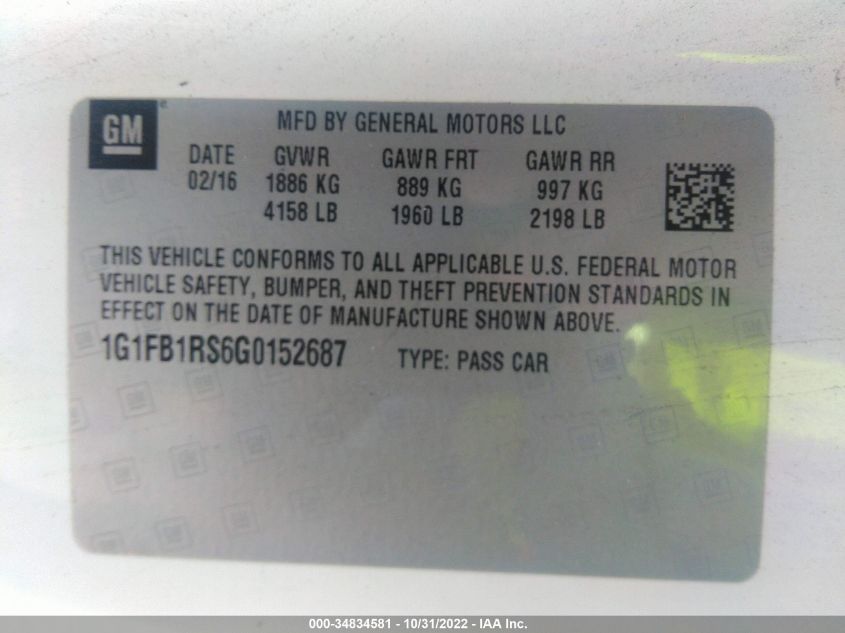 GM ®
MFD BY GENERAL MOTORS LLC
DATE GVWR GAWR FRT GAWR RR
02/16 1886 KG 889 KG 997 KG
4158 LB 1960 LB 2198 LB
THIS VEHICLE CONFORMS TO ALL APPLICABLE U.S. FEDERAL MOTOR
VEHICLE SAFETY, BUMPER, AND THEFT PREVENTION STANDARDS IN
EFFECT ON THE DATE OF MANUFACTURE SHOWN ABOVE.
1G1FB1RS6G0152687 TYPE: PASS CAR
000-34834581 - 10/31/2022 - IAA Inc.